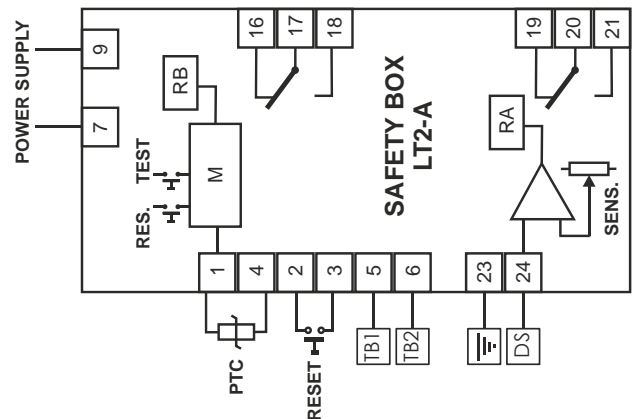 POWER SUPPLY
9
7
16
17
18
19
20
21
RB
M
TEST
RES.
SAFETY BOX
LT2-A
RA
SENS.
1
4
2
3
5
6
23
24
PTC
RESET
TB1
TB2
DS